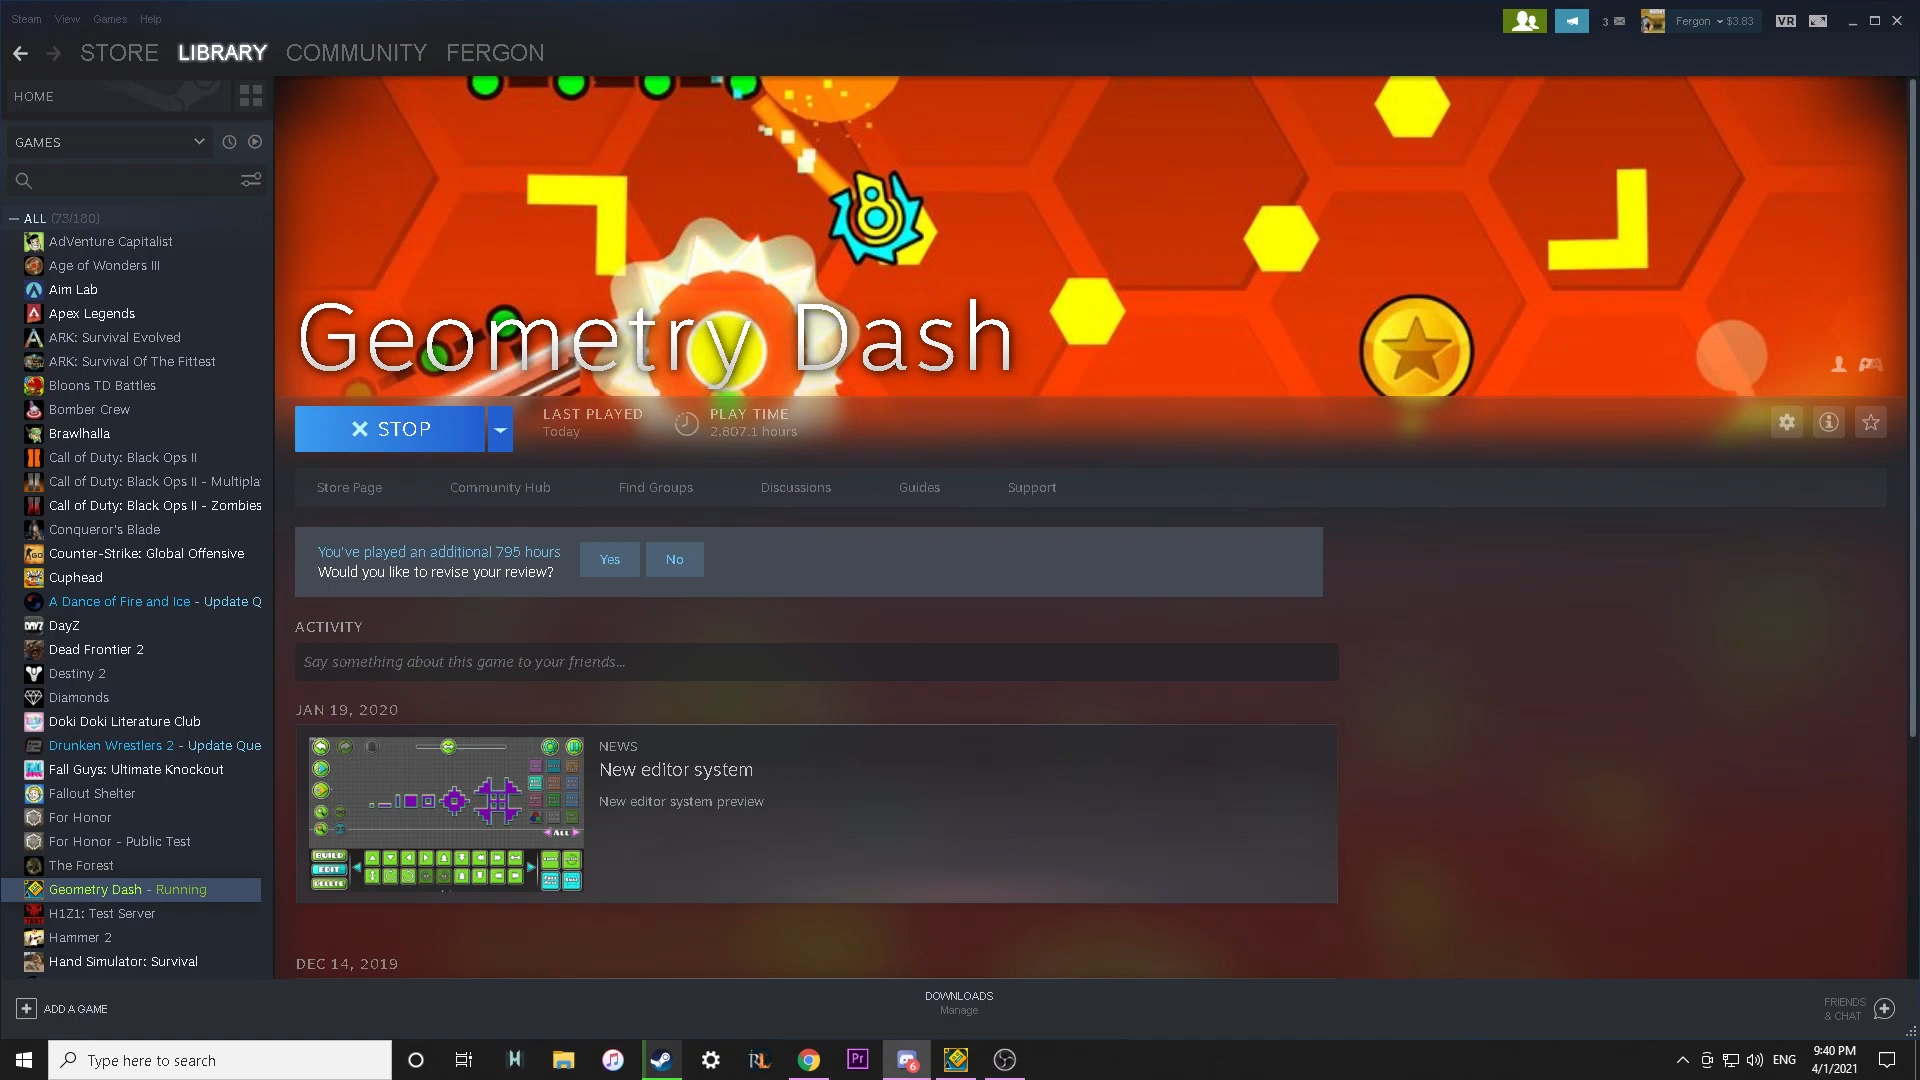 Steam View Games Help
3
Fergon $3.83
VR
STORE LIBRARY COMMUNITY FERGON
HOME
GAMES
ALL (73/180)
AdVenture Capitalist
Age of Wonders III
Aim Lab
Apex Legends
ARK: Survival Evolved
ARK: Survival Of The Fittest
Bloons TD Battles
Bomber Crew
Brawlhalla
Call of Duty: Black Ops II
Call of Duty: Black Ops II - Multipla
Call of Duty: Black Ops II - Zombies
Conqueror's Blade
Counter-Strike: Global Offensive
Cuphead
A Dance of Fire and Ice - Update Q
DayZ
Dead Frontier 2
Destiny 2
Diamonds
Doki Doki Literature Club
Drunken Wrestlers 2 - Update Que
Fall Guys: Ultimate Knockout
Fallout Shelter
For Honor
For Honor - Public Test
The Forest
Geometry Dash - Running
H1Z1: Test Server
Hammer 2
Hand Simulator: Survival
ADD A GAME
Geometry Dash
STOP
LAST PLAYED
Today
PLAY TIME
2,807.1 hours
Store Page Community Hub Find Groups Discussions Guides Support
You've played an additional 795 hours
Would you like to revise your review?
Yes No
ACTIVITY
Say something about this game to your friends...
JAN 19, 2020
NEWS
New editor system
New editor system preview
ALL
BUILD
EDIT
DELETE
DEC 14, 2019
DOWNLOADS
Manage
FRIENDS
& CHAT
Type here to search
RL
Pr
6
ENG
9:40 PM
4/1/2021